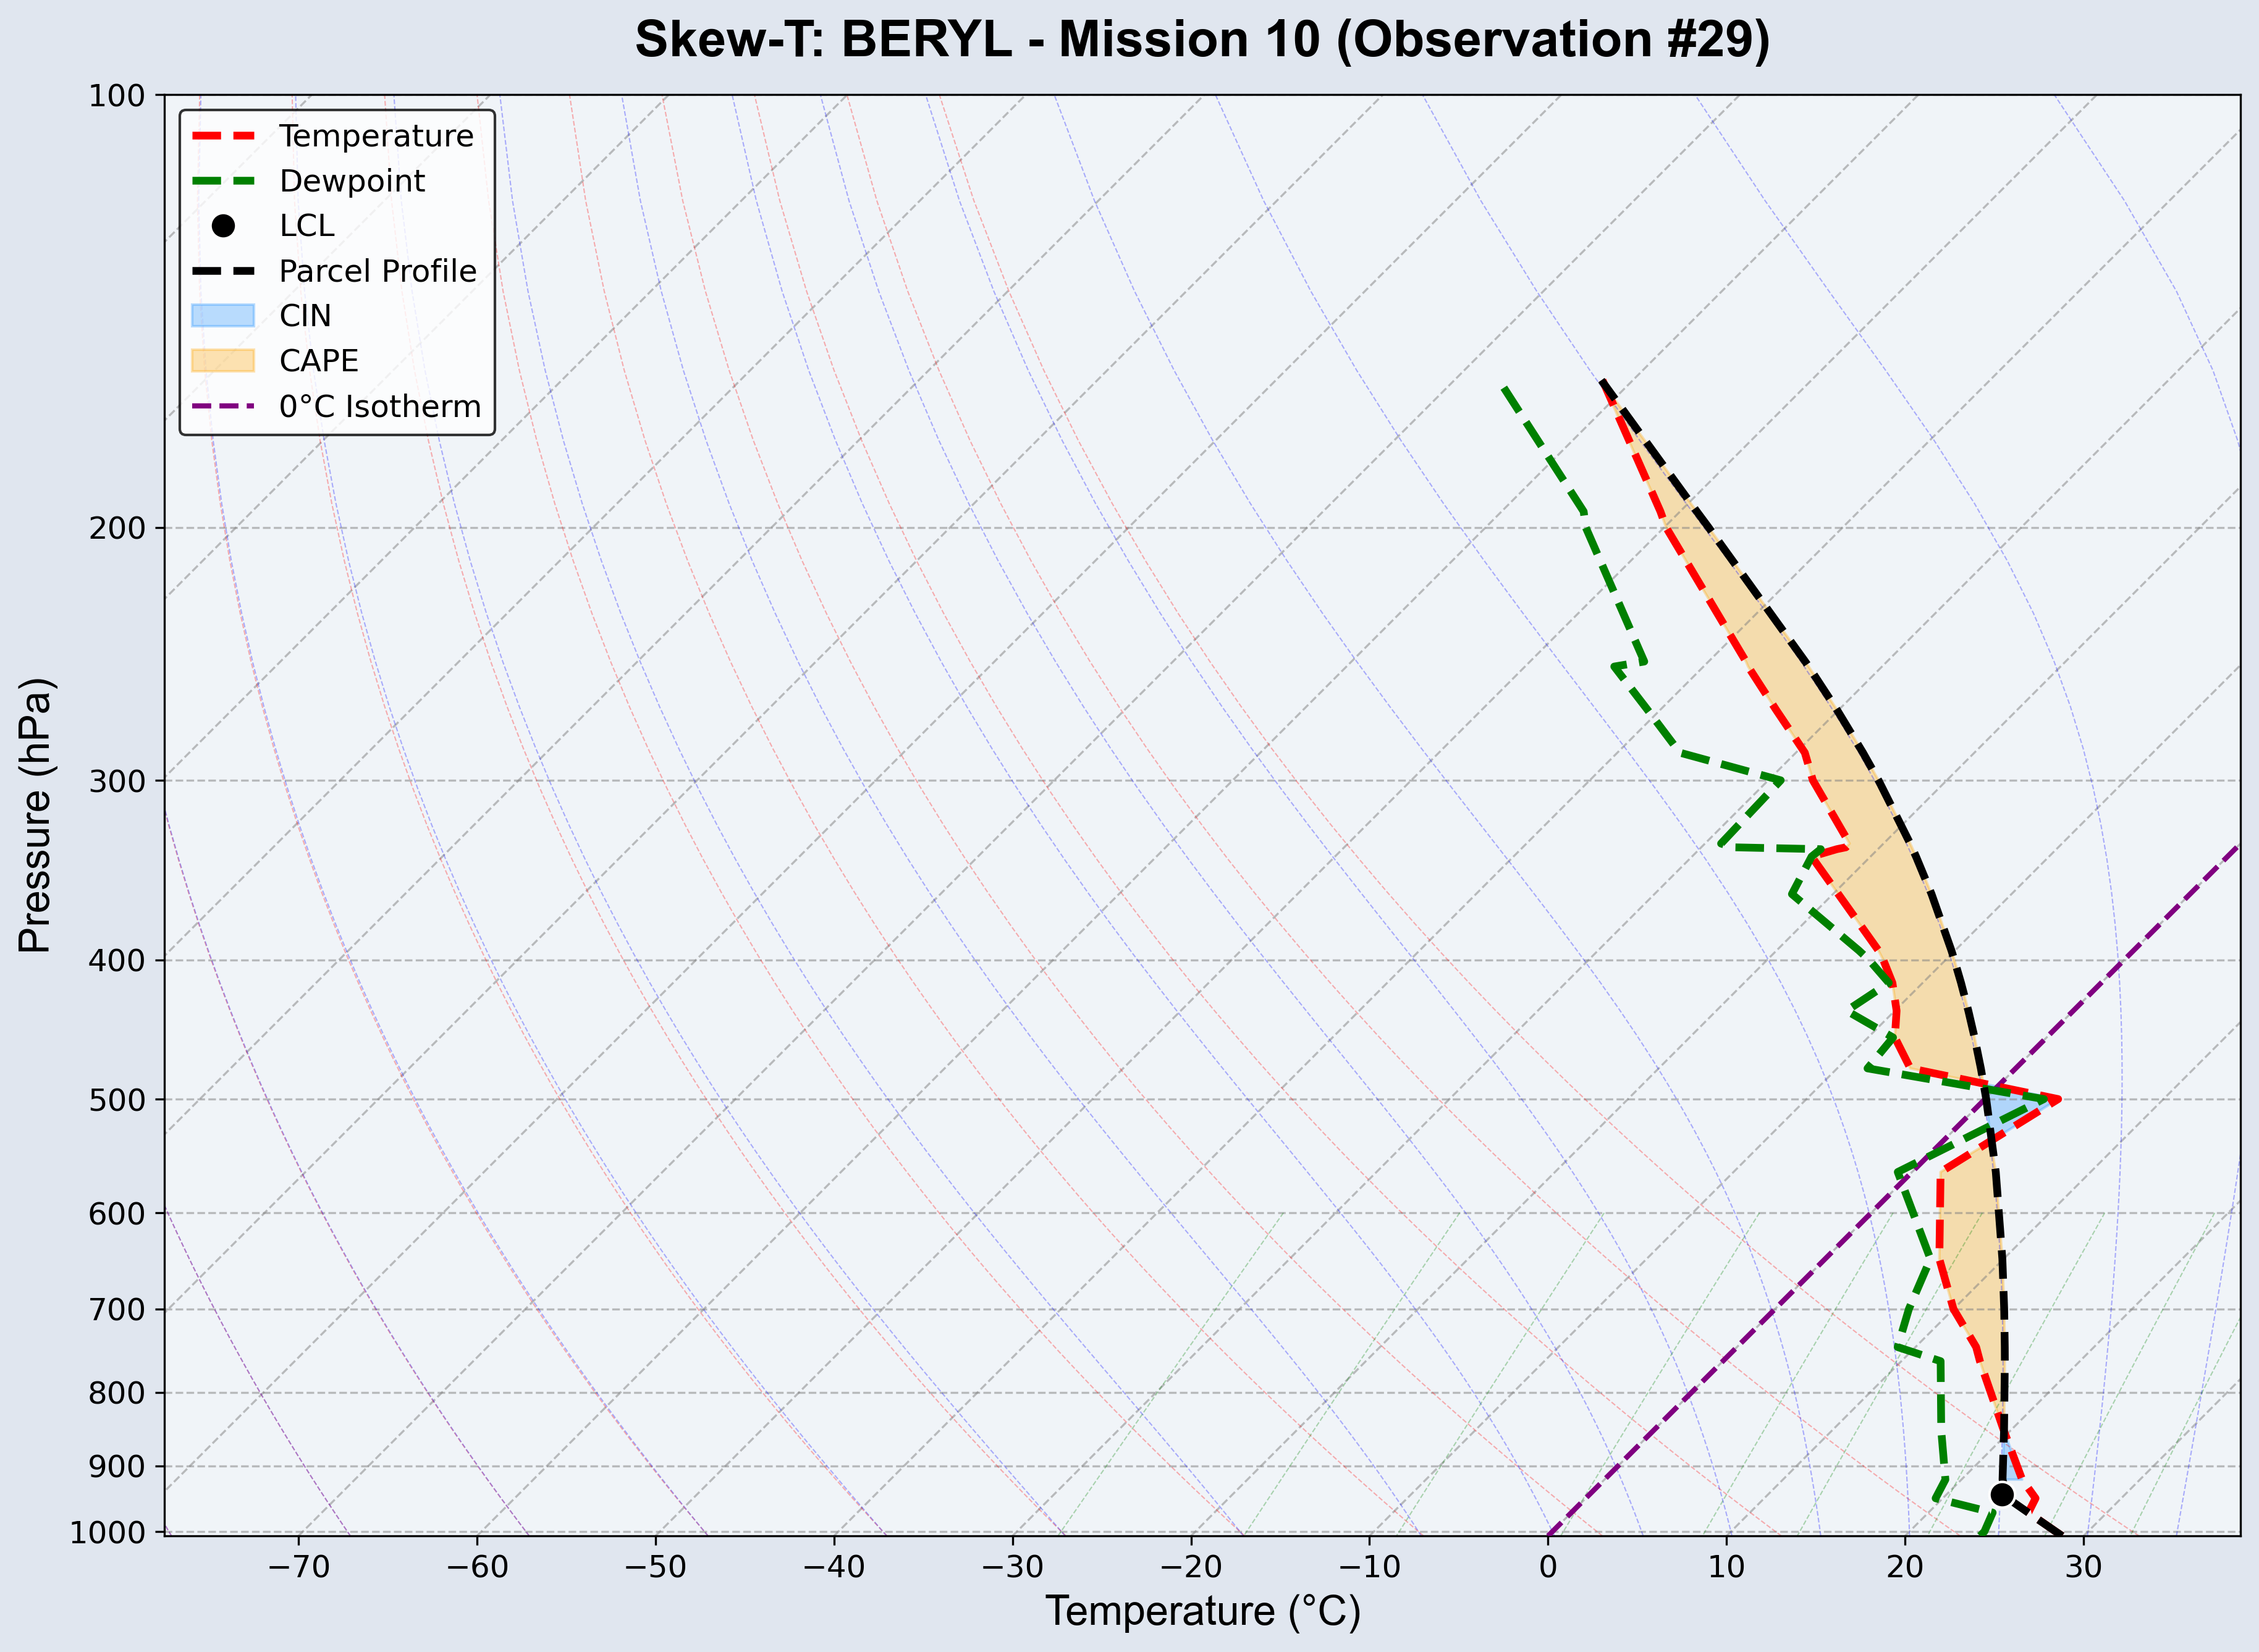 Skew-T: BERYL - Mission 10 (Observation #29)
Temperature
Dewpoint
LCL
Parcel Profile
CIN
CAPE
0°C Isotherm
Pressure (hPa)
100
200
300
400
500
600
700
800
900
1000
−70 −60 −50 −40 −30 −20 −10 0 10 20 30
Temperature (°C)